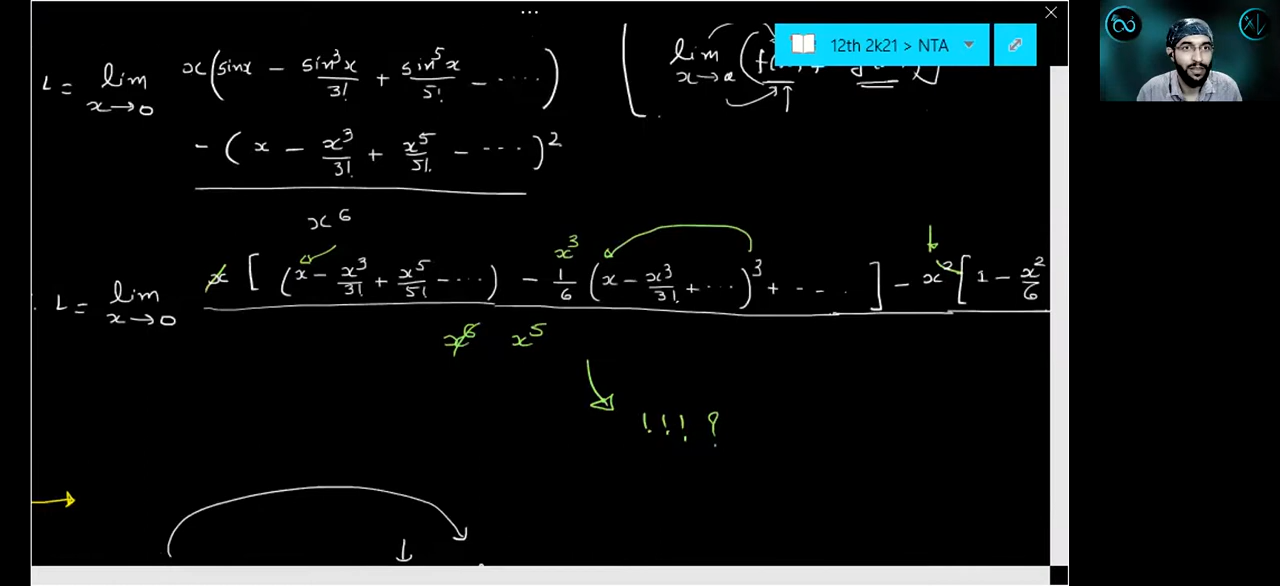 ...
12th 2k21 > NTA
L = lim x→0 x(sinx - sin³x/3! + sin⁵x/5! - ....)
lim x→a
- (x - x³/3! + x⁵/5! - ....)²
x⁶
L = lim x→0 x[(x - x³/3! + x⁵/5! - ....) - x³ 1/6 (x - x³/3! + ...)³ + ....] - x²[1 - x²/6
x⁶ x⁵
!!! ?